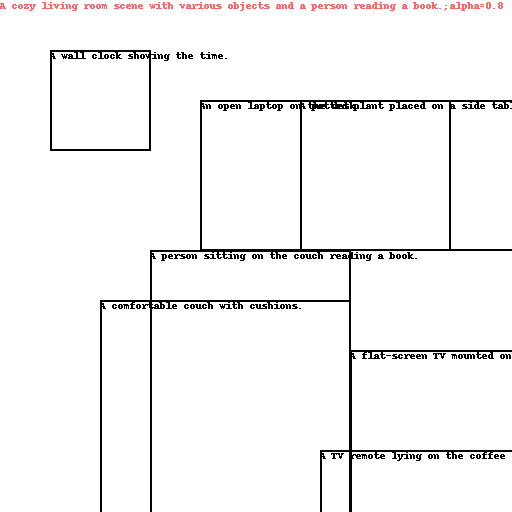 A cozy living room scene with various objects and a person reading a book.;alpha=0.8
A wall clock showing the time.
An open laptop on the desk
A potted plant placed on a side tabl
A person sitting on the couch reading a book.
A comfortable couch with cushions.
A flat-screen TV mounted on
A TV remote lying on the coffee